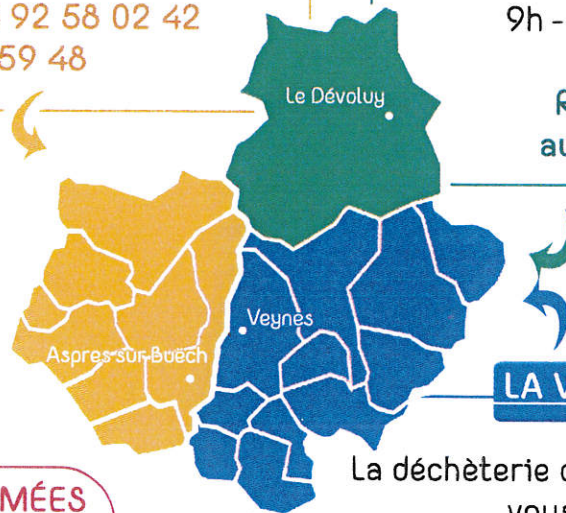 92 58 02 42
59 48
9h -
au
Le Dévoluy
Veynes
Aspres sur Buëch
LA V
MÉES
La déchèterie
vous